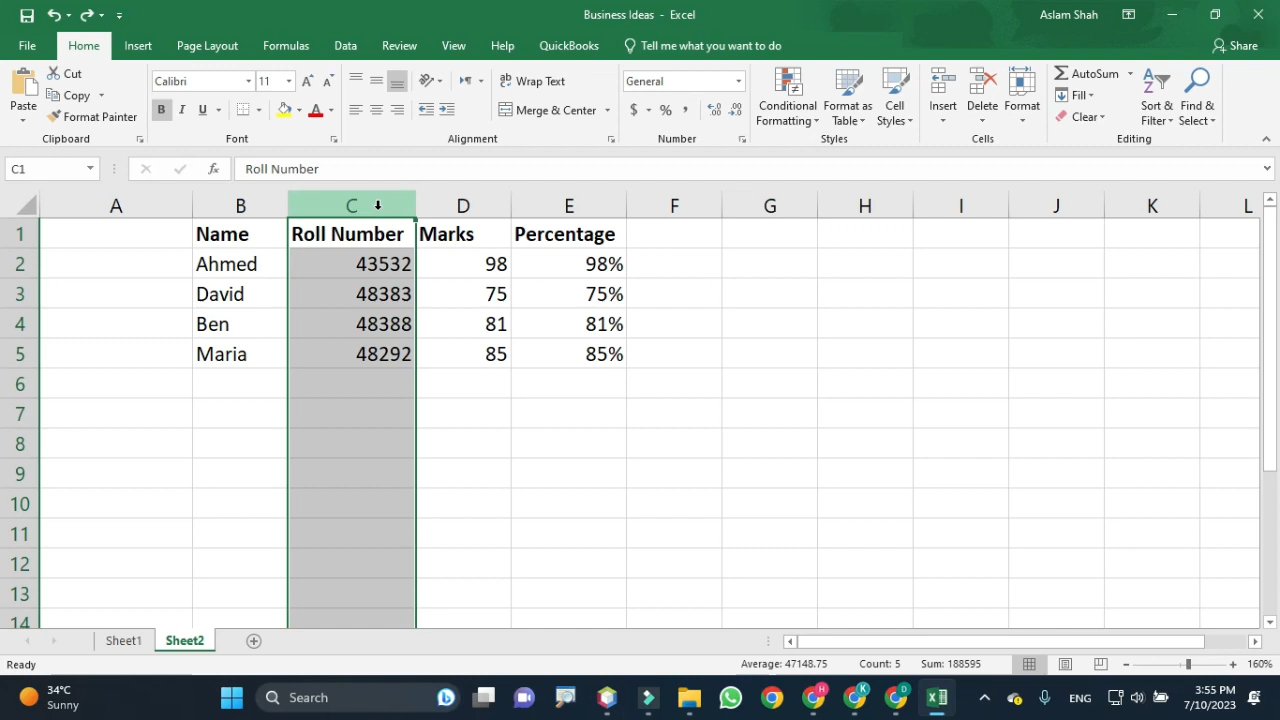 Business Ideas - Excel
Aslam Shah
File Home Insert Page Layout Formulas Data Review View Help QuickBooks Tell me what you want to do Share
Paste
Cut
Copy
Format Painter
Clipboard
Calibri 11
B I U
Font
Wrap Text
Merge & Center
Alignment
General
$ % ,
Number
Conditional Formatting
Format as Table
Cell Styles
Styles
Insert
Delete
Format
Cells
AutoSum
Fill
Clear
Sort & Filter
Find & Select
Editing
C1 fx Roll Number
A B C D E F G H I J K L
1 Name Roll Number Marks Percentage
2 Ahmed 43532 98 98%
3 David 48383 75 75%
4 Ben 48388 81 81%
5 Maria 48292 85 85%
6
7
8
9
10
11
12
13
14
Sheet1 Sheet2
Ready Average: 47148.75 Count: 5 Sum: 188595 160%
34°C
Sunny
Search
ENG
3:55 PM
7/10/2023